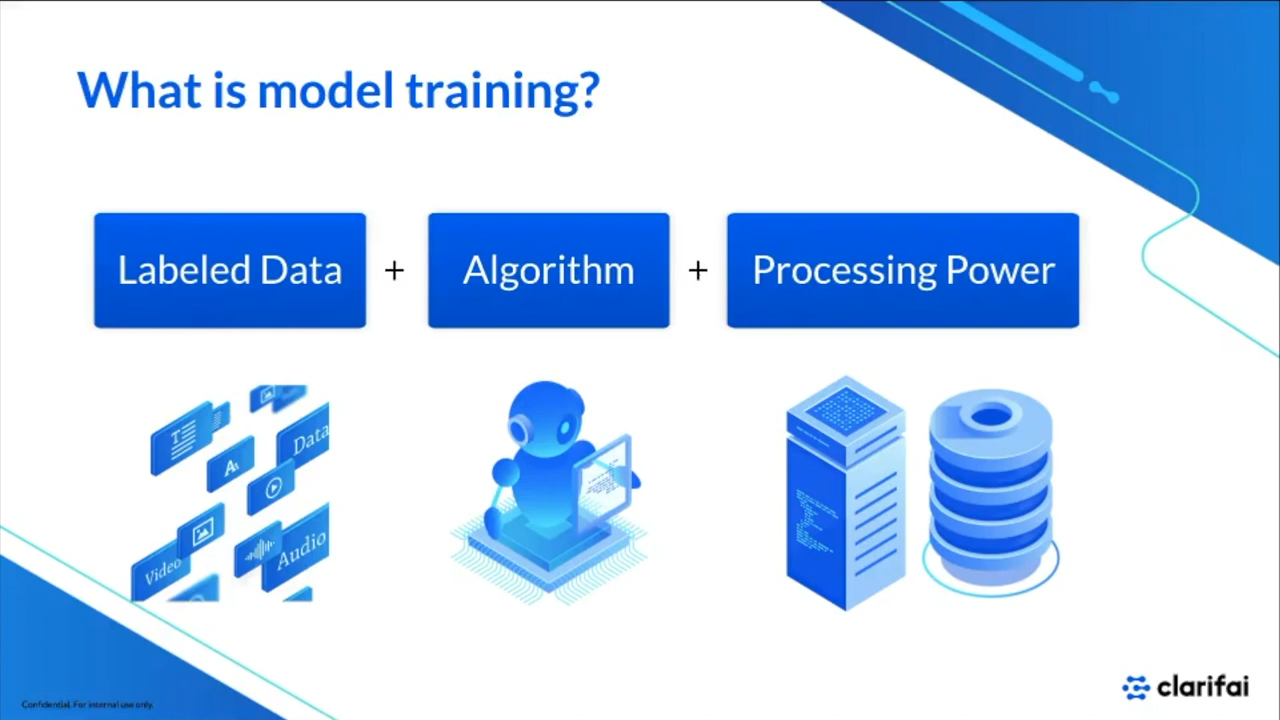 What is model training?
Labeled Data + Algorithm + Processing Power
T
A
Data
Video
Audio
clarifai
Confidential. For internal use only.